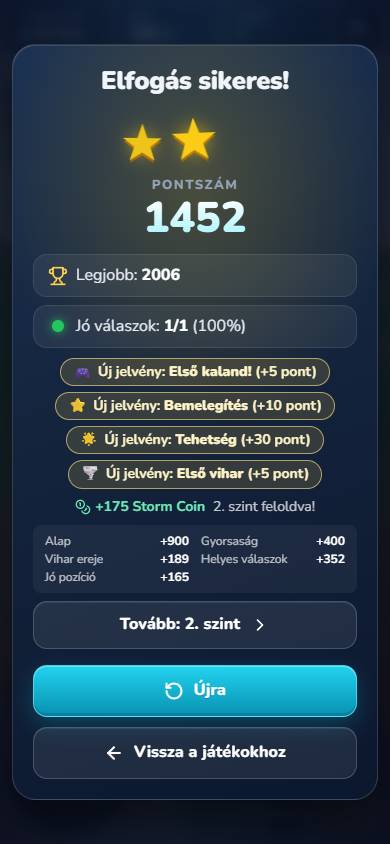 Elfogás sikeres!
PONTSZÁM
1452
Legjobb: 2006
Jó válaszok: 1/1 (100%)
Új jelvény: Első kaland! (+5 pont)
Új jelvény: Bemelegítés (+10 pont)
Új jelvény: Tehetség (+30 pont)
Új jelvény: Első vihar (+5 pont)
+175 Storm Coin 2. szint feloldva!
Alap +900 Gyorsaság +400
Vihar ereje +189 Helyes válaszok +352
Jó pozíció +165
Tovább: 2. szint
Újra
Vissza a játékokhoz